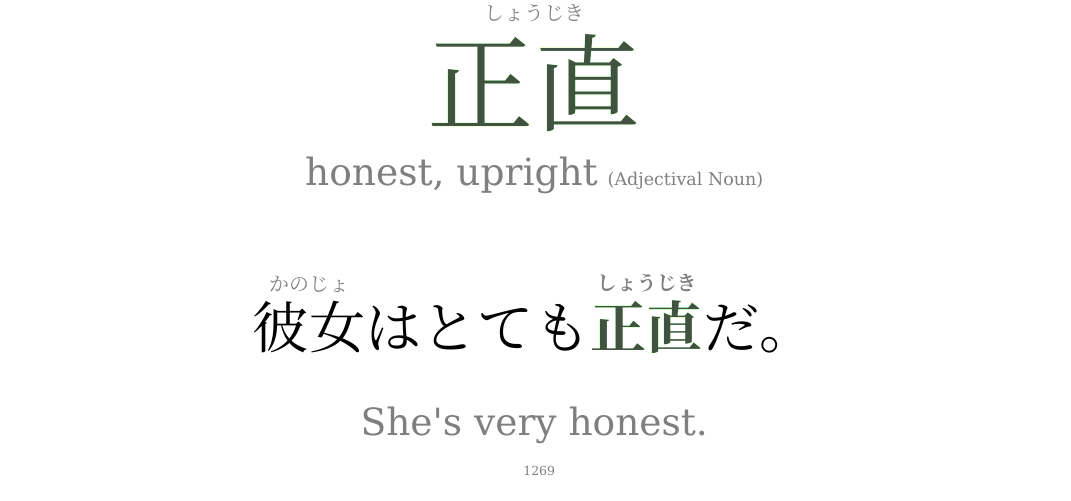 しょうじき
正直
honest, upright (Adjectival Noun)
かのじょ しょうじき
彼女はとても正直だ。
She's very honest.
1269